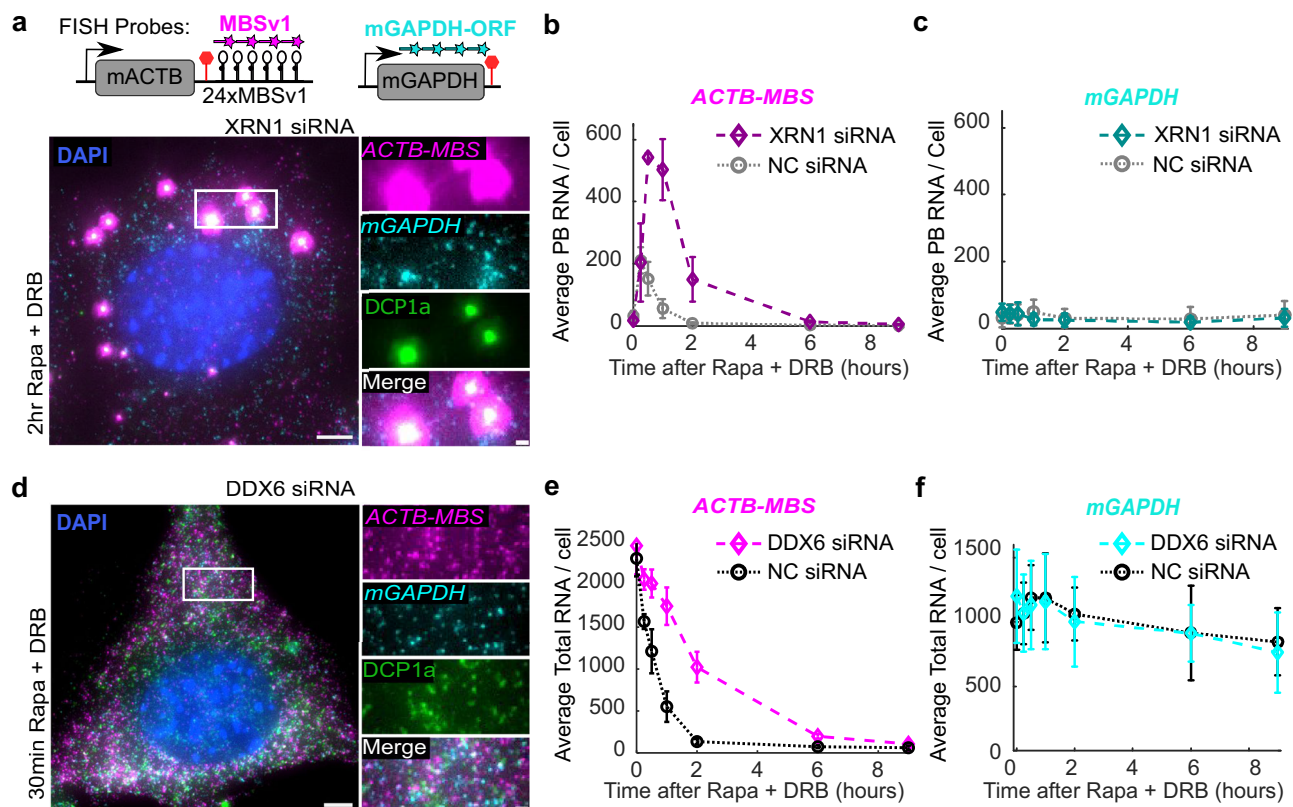 a
FISH Probes:
MBSv1
mACTB
24xMBSv1
mGAPDH-ORF
mGAPDH
XRN1 siRNA
2hr Rapa + DRB
DAPI
ACTB-MBS
mGAPDH
DCP1a
Merge
b
ACTB-MBS
XRN1 siRNA
NC siRNA
Average PB RNA / Cell
600
400
200
0
0 2 4 6 8
Time after Rapa + DRB (hours)
c
mGAPDH
XRN1 siRNA
NC siRNA
Average PB RNA / Cell
600
400
200
0
0 2 4 6 8
Time after Rapa + DRB (hours)
d
DDX6 siRNA
30min Rapa + DRB
DAPI
ACTB-MBS
mGAPDH
DCP1a
Merge
e
ACTB-MBS
DDX6 siRNA
NC siRNA
Average Total RNA / cell
2500
2000
1500
1000
500
0
0 2 4 6 8
Time after Rapa + DRB (hours)
f
mGAPDH
DDX6 siRNA
NC siRNA
Average Total RNA / cell
1500
1000
500
0
0 2 4 6 8
Time after Rapa + DRB (hours)